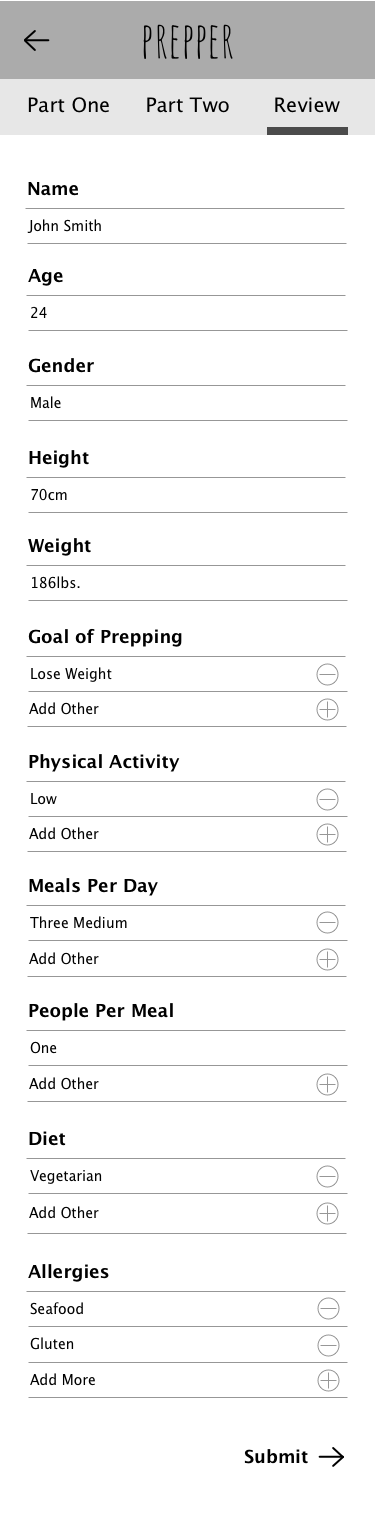 PREPPER
Part One Part Two Review
Name
John Smith
Age
24
Gender
Male
Height
70cm
Weight
186lbs.
Goal of Prepping
Lose Weight
Add Other
Physical Activity
Low
Add Other
Meals Per Day
Three Medium
Add Other
People Per Meal
One
Add Other
Diet
Vegetarian
Add Other
Allergies
Seafood
Gluten
Add More
Submit